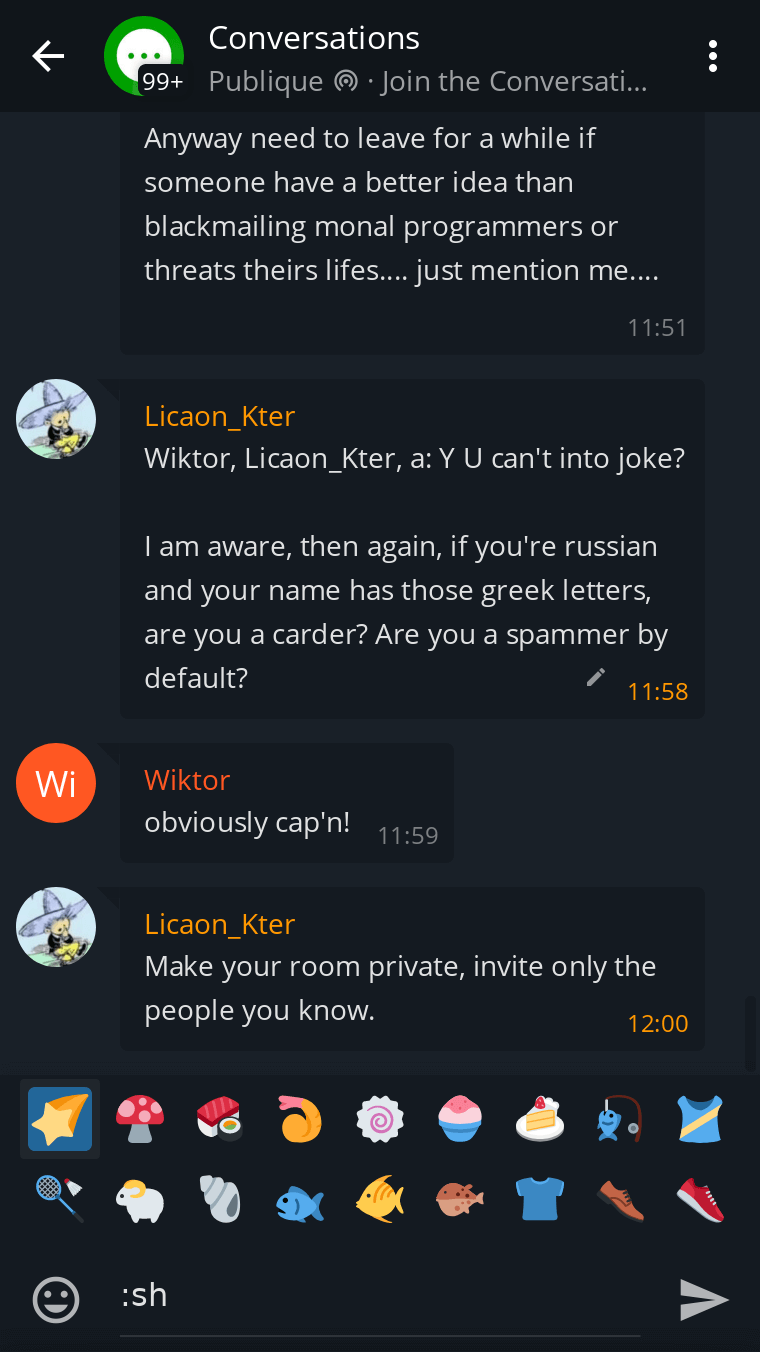 Conversations
99+
Publique · Join the Conversati...
Anyway need to leave for a while if
someone have a better idea than
blackmailing monal programmers or
threats theirs lifes.... just mention me....
11:51
Licaon_Kter
Wiktor, Licaon_Kter, a: Y U can't into joke?
I am aware, then again, if you're russian
and your name has those greek letters,
are you a carder? Are you a spammer by
default?
11:58
Wi
Wiktor
obviously cap'n!
11:59
Licaon_Kter
Make your room private, invite only the
people you know.
12:00
:sh